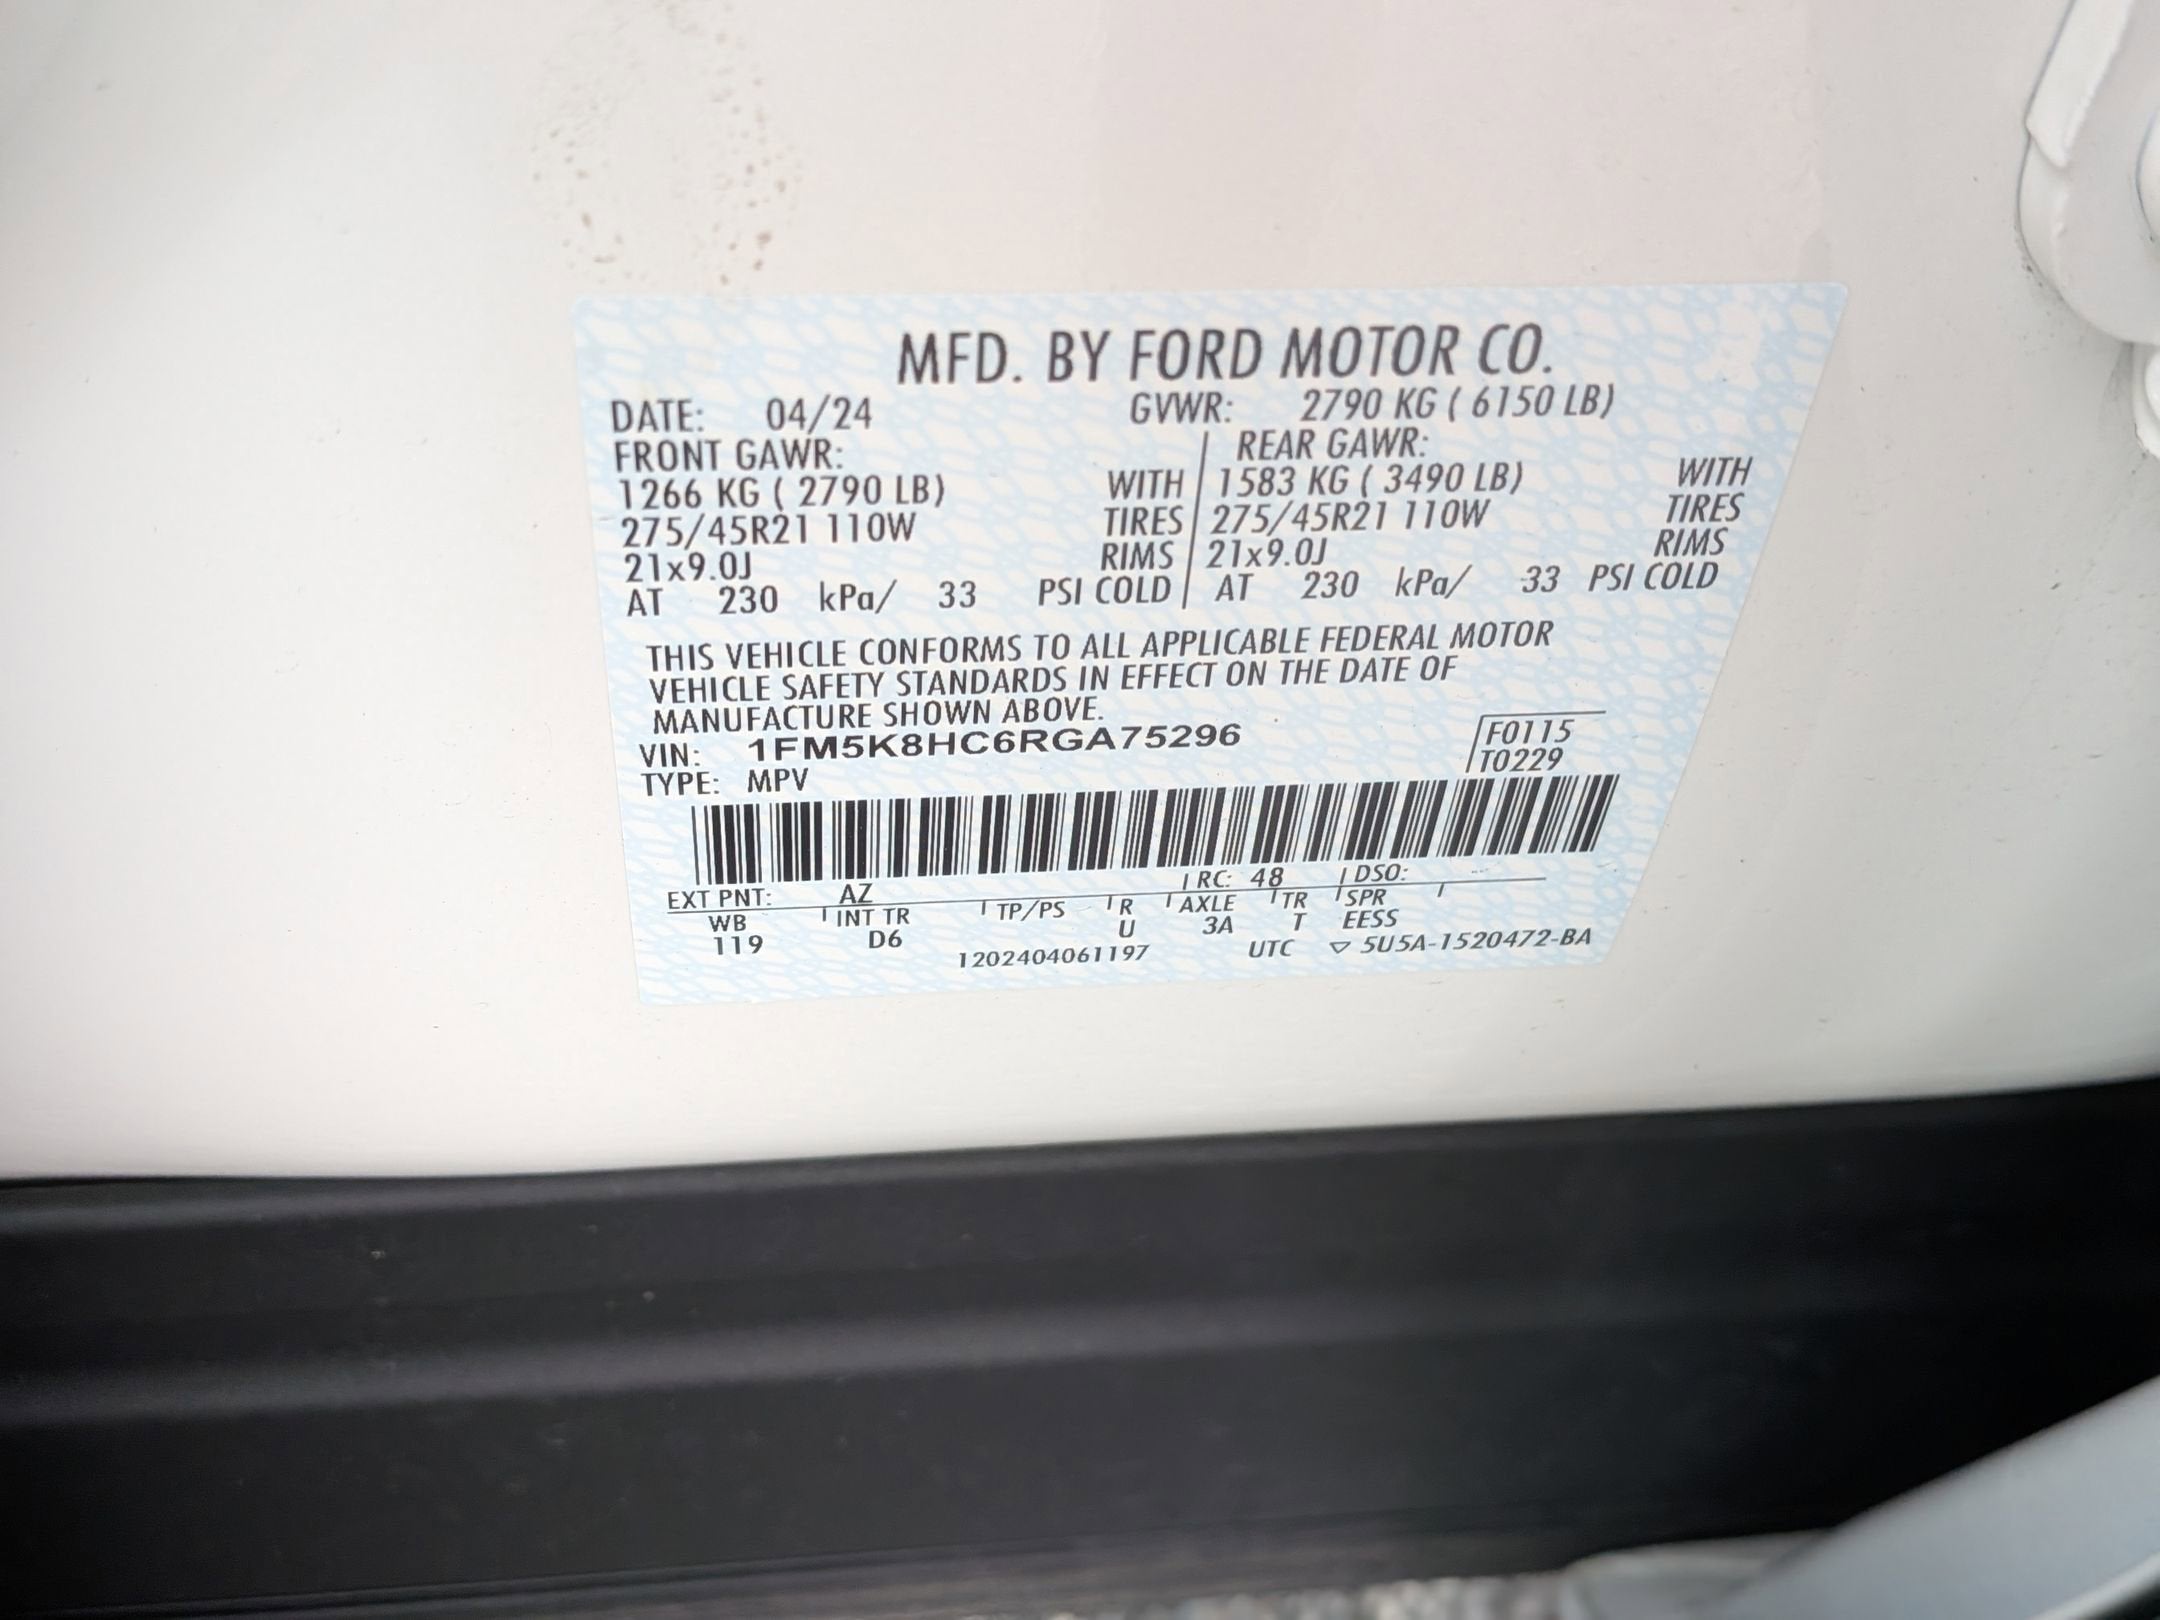 MFD. BY FORD MOTOR CO.
DATE: 04/24 GVWR: 2790 KG ( 6150 LB)
FRONT GAWR: REAR GAWR:
1266 KG ( 2790 LB) WITH 1583 KG ( 3490 LB) WITH
275/45R21 110W TIRES 275/45R21 110W TIRES
21x9.0J RIMS 21x9.0J RIMS
AT 230 kPa/ 33 PSI COLD AT 230 kPa/ 33 PSI COLD
THIS VEHICLE CONFORMS TO ALL APPLICABLE FEDERAL MOTOR
VEHICLE SAFETY STANDARDS IN EFFECT ON THE DATE OF
MANUFACTURE SHOWN ABOVE.
VIN: 1FM5K8HC6RGA75296 F0115
TYPE: MPV T0229
EXT PNT: AZ RC: 48 DSO:
WB INT TR TP/PS R AXLE TR SPR
119 D6 U 3A T EESS
1202404061197 UTC ▽ 5U5A-1520472-BA